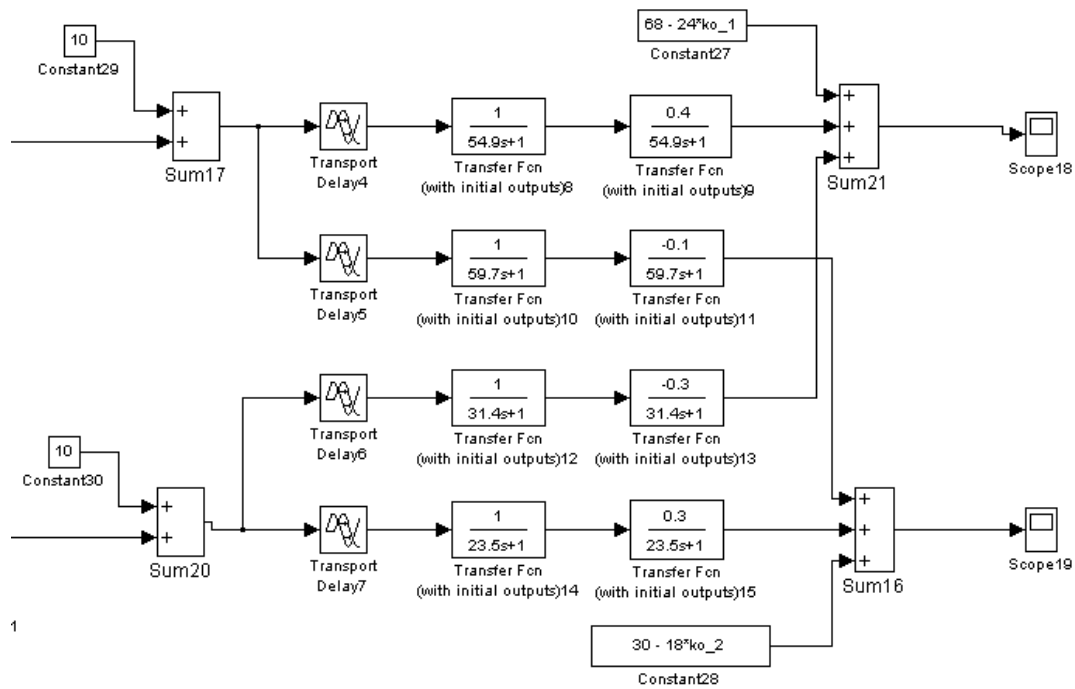 68 - 24*ko_1
Constant27
10
Constant29
+
+
Sum17
Transport
Delay4
1
54.9s+1
Transfer Fcn
(with initial outputs)8
0.4
54.9s+1
Transfer Fcn
(with initial outputs)9
+
+
+
Sum21
Scope18
Transport
Delay5
1
59.7s+1
Transfer Fcn
(with initial outputs)10
-0.1
59.7s+1
Transfer Fcn
(with initial outputs)11
Transport
Delay6
1
31.4s+1
Transfer Fcn
(with initial outputs)12
-0.3
31.4s+1
Transfer Fcn
(with initial outputs)13
10
Constant30
+
+
Sum20
Transport
Delay7
1
23.5s+1
Transfer Fcn
(with initial outputs)14
0.3
23.5s+1
Transfer Fcn
(with initial outputs)15
+
+
+
Sum16
Scope19
1
30 - 18*ko_2
Constant28